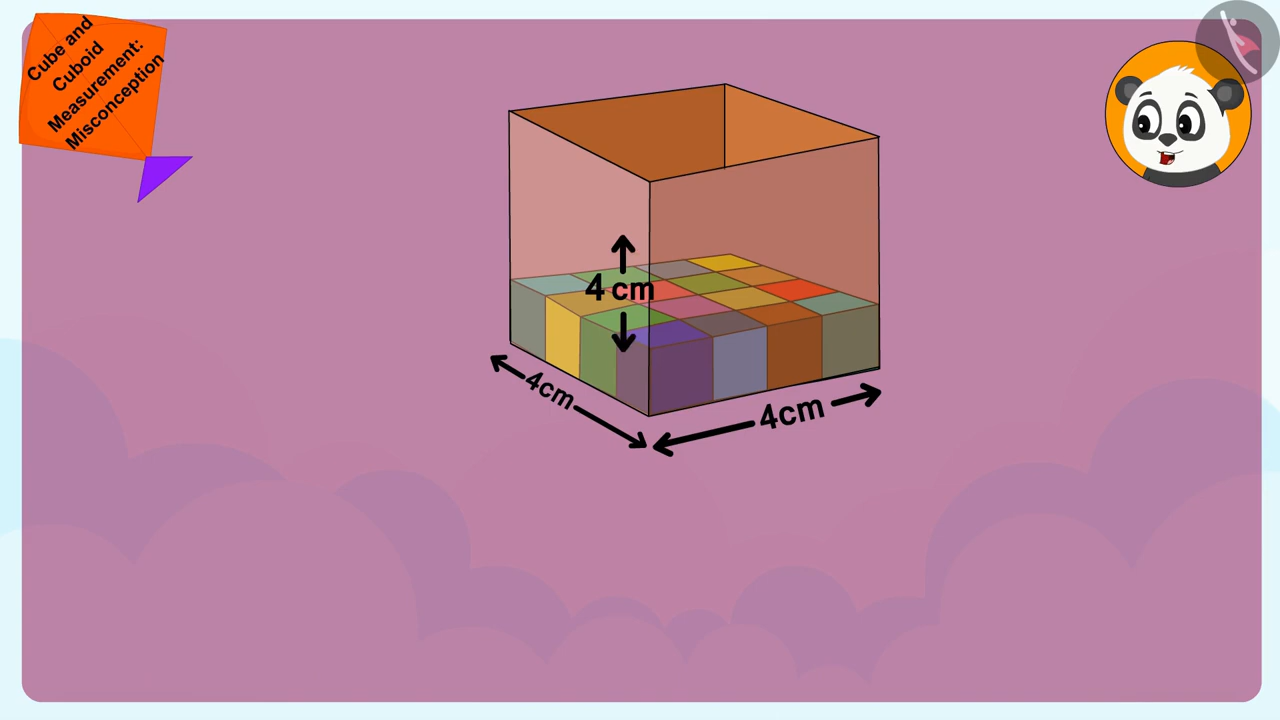 Cube and
Cuboid
Measurement:
Misconception
4 cm
4cm
4cm